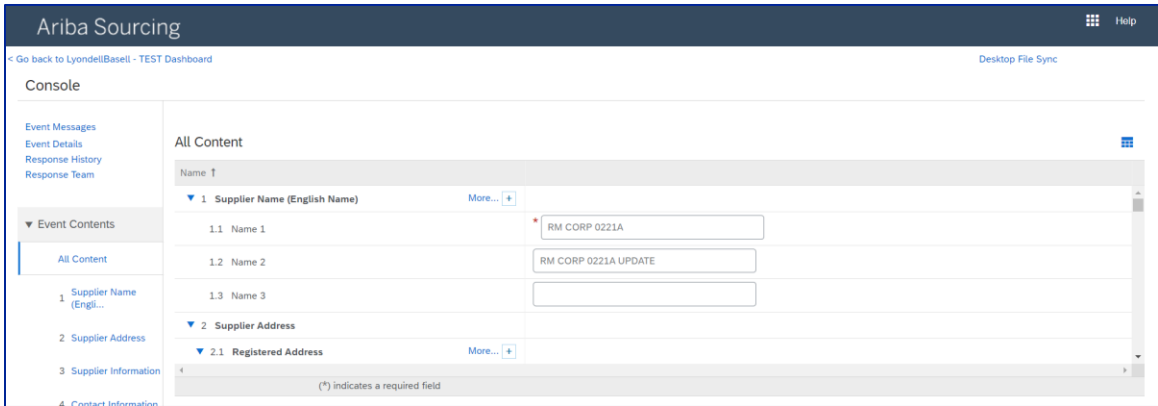 Ariba Sourcing
Help
< Go back to LyondellBasell - TEST Dashboard
Desktop File Sync
Console
Event Messages
Event Details
Response History
Response Team
▼ Event Contents
All Content
1 Supplier Name
(Engli...
2 Supplier Address
3 Supplier Information
4 Contact Information
All Content
Name ↑
▼ 1 Supplier Name (English Name) More... +
1.1 Name 1 * RM CORP 0221A
1.2 Name 2 RM CORP 0221A UPDATE
1.3 Name 3
▼ 2 Supplier Address
▼ 2.1 Registered Address More... +
(*) indicates a required field